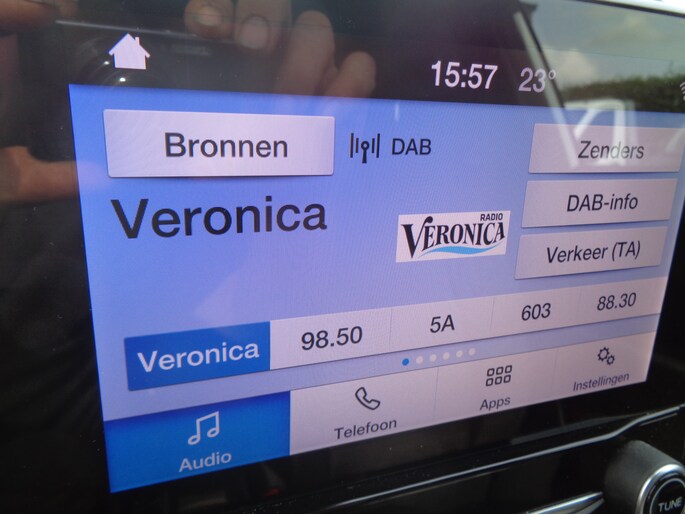 15:57 23°
Bronnen
DAB
Zenders
Veronica
RADIO
VERONICA
DAB-info
Verkeer (TA)
Veronica
98.50
5A
603
88.30
Audio
Telefoon
Apps
Instellingen
TUNE